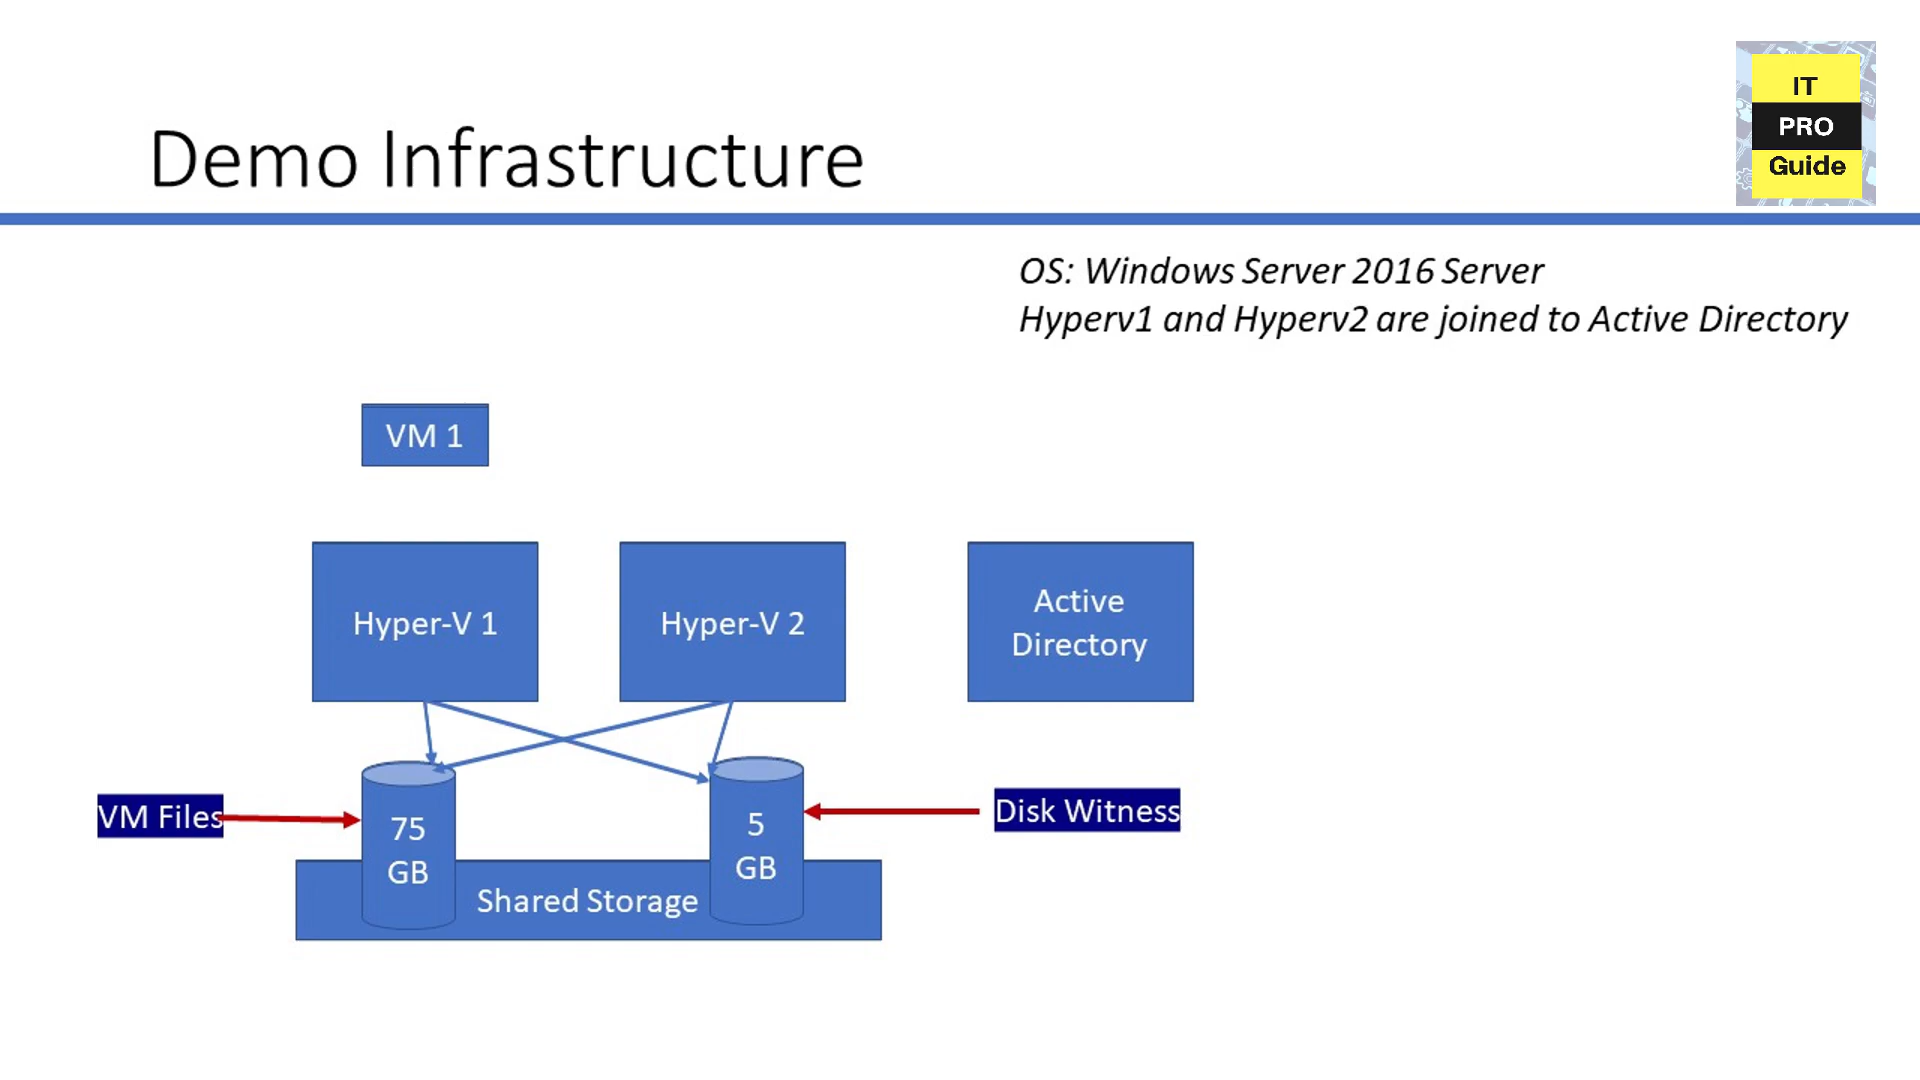 IT
PRO
Guide
Demo Infrastructure
OS: Windows Server 2016 Server
Hyperv1 and Hyperv2 are joined to Active Directory
VM 1
Hyper-V 1
Hyper-V 2
Active
Directory
VM Files
75
GB
5
GB
Disk Witness
Shared Storage